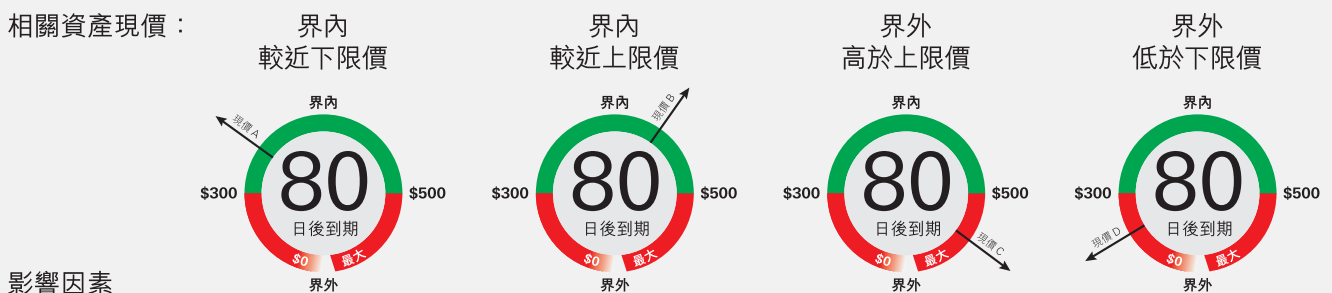 相關資產現價：
界內
較近下限價
界內
較近上限價
界外
高於上限價
界外
低於下限價
界內
現價 A
$300
80
$500
日後到期
$0
最大
界外
界內
現價 B
$300
80
$500
日後到期
$0
最大
界外
界內
$300
80
$500
日後到期
現價 C
$0
最大
界外
界內
$300
80
$500
日後到期
現價 D
$0
最大
界外
影響因素